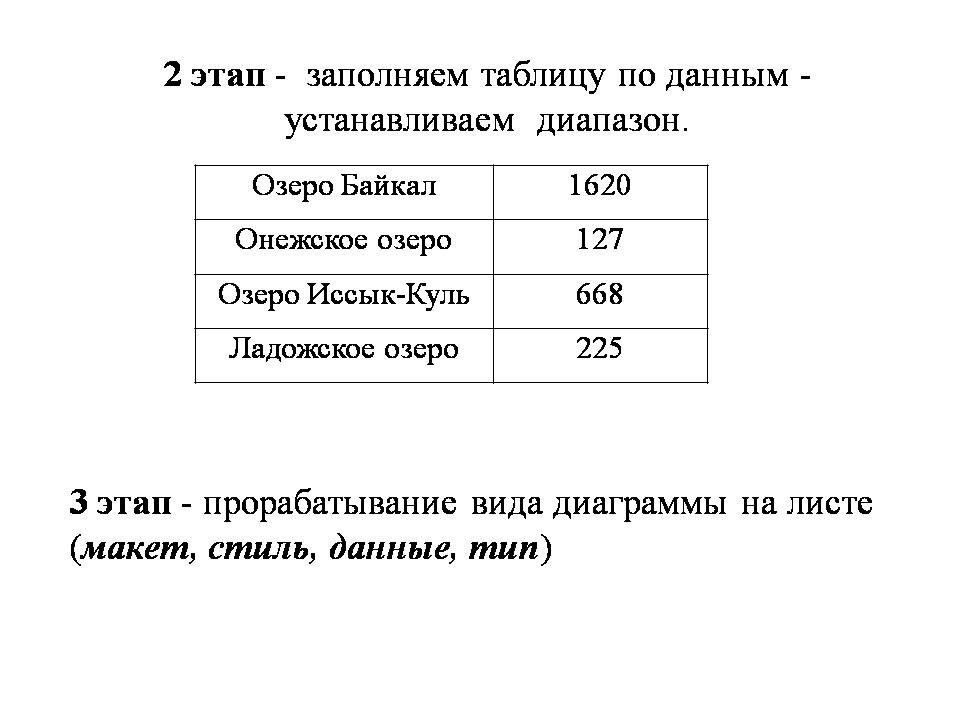 2 этап - заполняем таблицу по данным -
устанавливаем диапазон.
Озеро Байкал 1620
Онежское озеро 127
Озеро Иссык-Куль 668
Ладожское озеро 225
3 этап - прорабатывание вида диаграммы на листе
(макет, стиль, данные, тип)